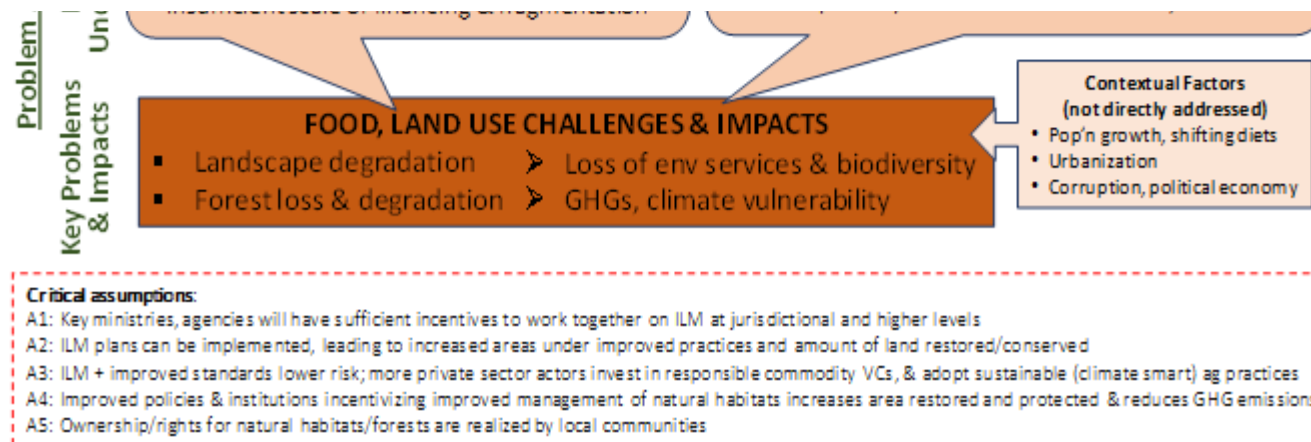 Insufficient scale of financing & fragmentation
Problem
Key Problems
& Impacts
FOOD, LAND USE CHALLENGES & IMPACTS
▪ Landscape degradation ➢ Loss of env services & biodiversity
▪ Forest loss & degradation ➢ GHGs, climate vulnerability
Contextual Factors
(not directly addressed)
• Pop'n growth, shifting diets
• Urbanization
• Corruption, political economy
Critical assumptions:
A1: Key ministries, agencies will have sufficient incentives to work together on ILM at jurisdictional and higher levels
A2: ILM plans can be implemented, leading to increased areas under improved practices and amount of land restored/conserved
A3: ILM + improved standards lower risk; more private sector actors invest in responsible commodity VCs, & adopt sustainable (climate smart) ag practices
A4: Improved policies & institutions incentivizing improved management of natural habitats increases area restored and protected & reduces GHG emissions
A5: Ownership/rights for natural habitats/forests are realized by local communities